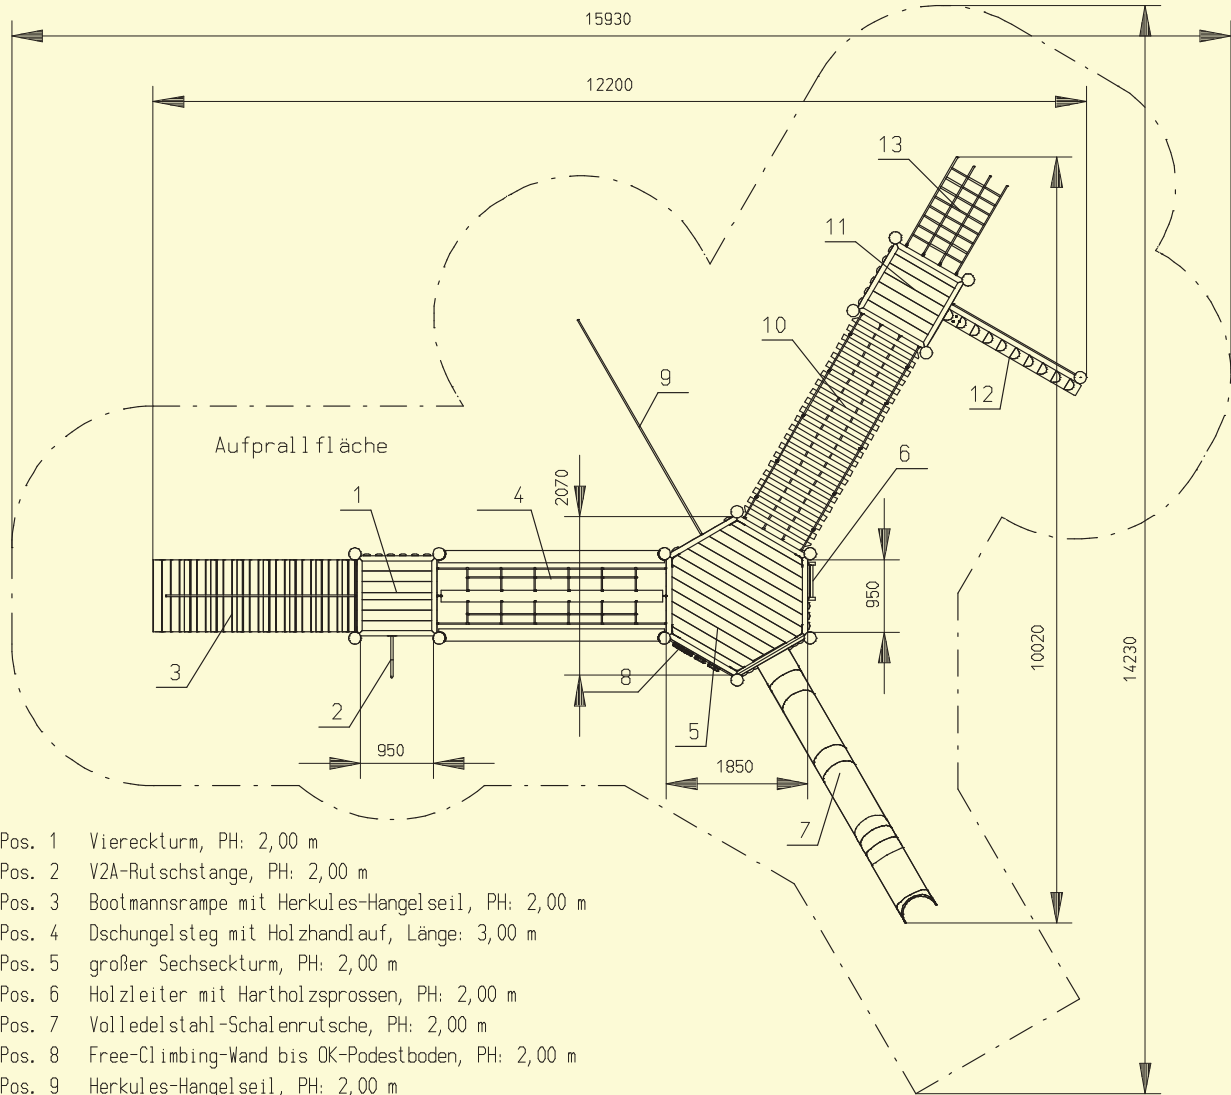 15930
12200
13
11
10
9
12
Aufprallfläche
6
1
4
2070
950
3
2
8
5
10020
14230
950
1850
7
Pos. 1 Viereckturm, PH: 2,00 m
Pos. 2 V2A-Rutschstange, PH: 2,00 m
Pos. 3 Bootmannsrampe mit Herkules-Hangelseil, PH: 2,00 m
Pos. 4 Dschungelsteg mit Holzhandlauf, Länge: 3,00 m
Pos. 5 großer Sechseckturm, PH: 2,00 m
Pos. 6 Holzleiter mit Hartholzsprossen, PH: 2,00 m
Pos. 7 Volledelstahl-Schalenrutsche, PH: 2,00 m
Pos. 8 Free-Climbing-Wand bis OK-Podestboden, PH: 2,00 m
Pos. 9 Herkules-Hangelseil, PH: 2,00 m